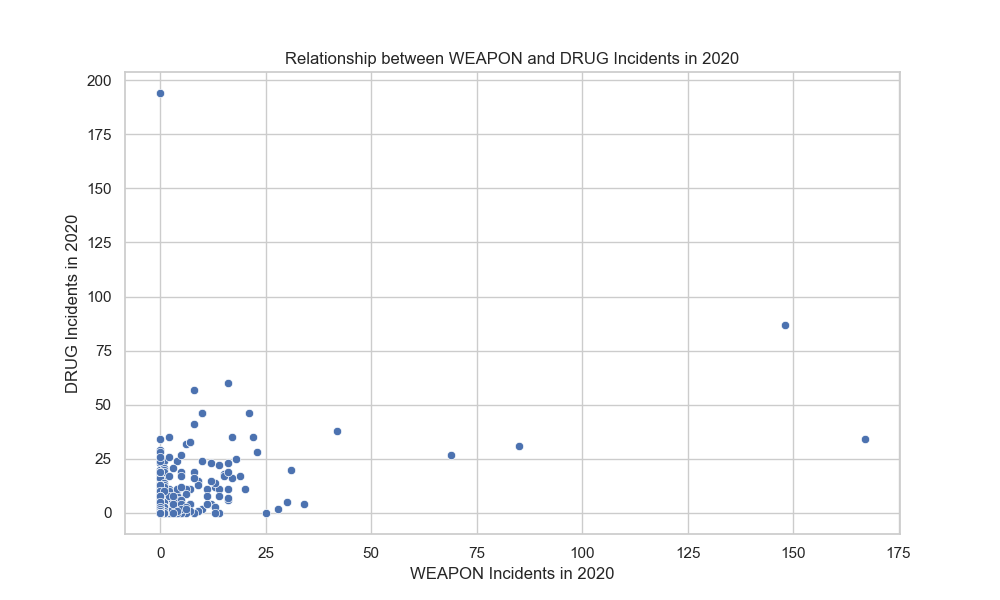 Relationship between WEAPON and DRUG Incidents in 2020
200
175
150
125
100
75
50
25
0
DRUG Incidents in 2020
0 25 50 75 100 125 150 175
WEAPON Incidents in 2020